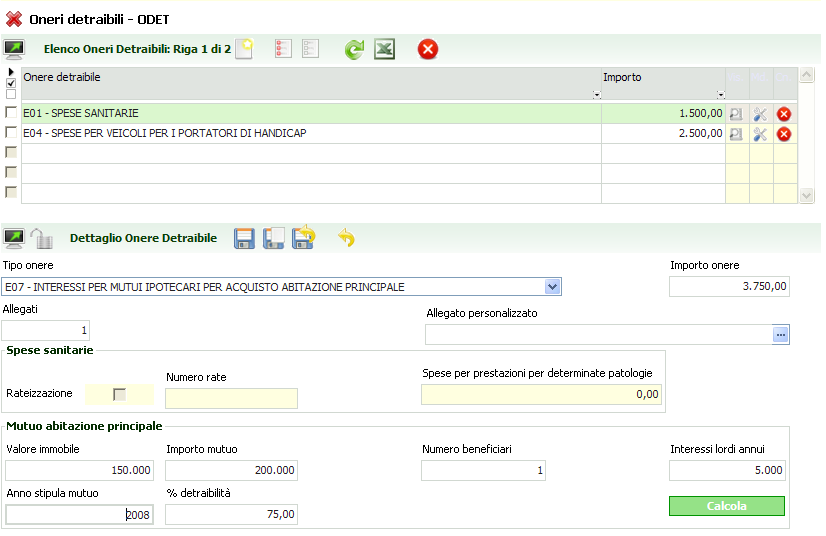 Oneri detraibili - ODET
Elenco Oneri Detraibili: Riga 1 di 2
Onere detraibile Importo
E01 - SPESE SANITARIE 1.500,00
E04 - SPESE PER VEICOLI PER I PORTATORI DI HANDICAP 2.500,00
Dettaglio Onere Detraibile
Tipo onere Importo onere
E07 - INTERESSI PER MUTUI IPOTECARI PER ACQUISTO ABITAZIONE PRINCIPALE 3.750,00
Allegati Allegato personalizzato
1 ...
Spese sanitarie
Rateizzazione Numero rate Spese per prestazioni per determinate patologie
0,00
Mutuo abitazione principale
Valore immobile Importo mutuo Numero beneficiari Interessi lordi annui
150.000 200.000 1 5.000
Anno stipula mutuo % detraibilità
2008 75,00 Calcola